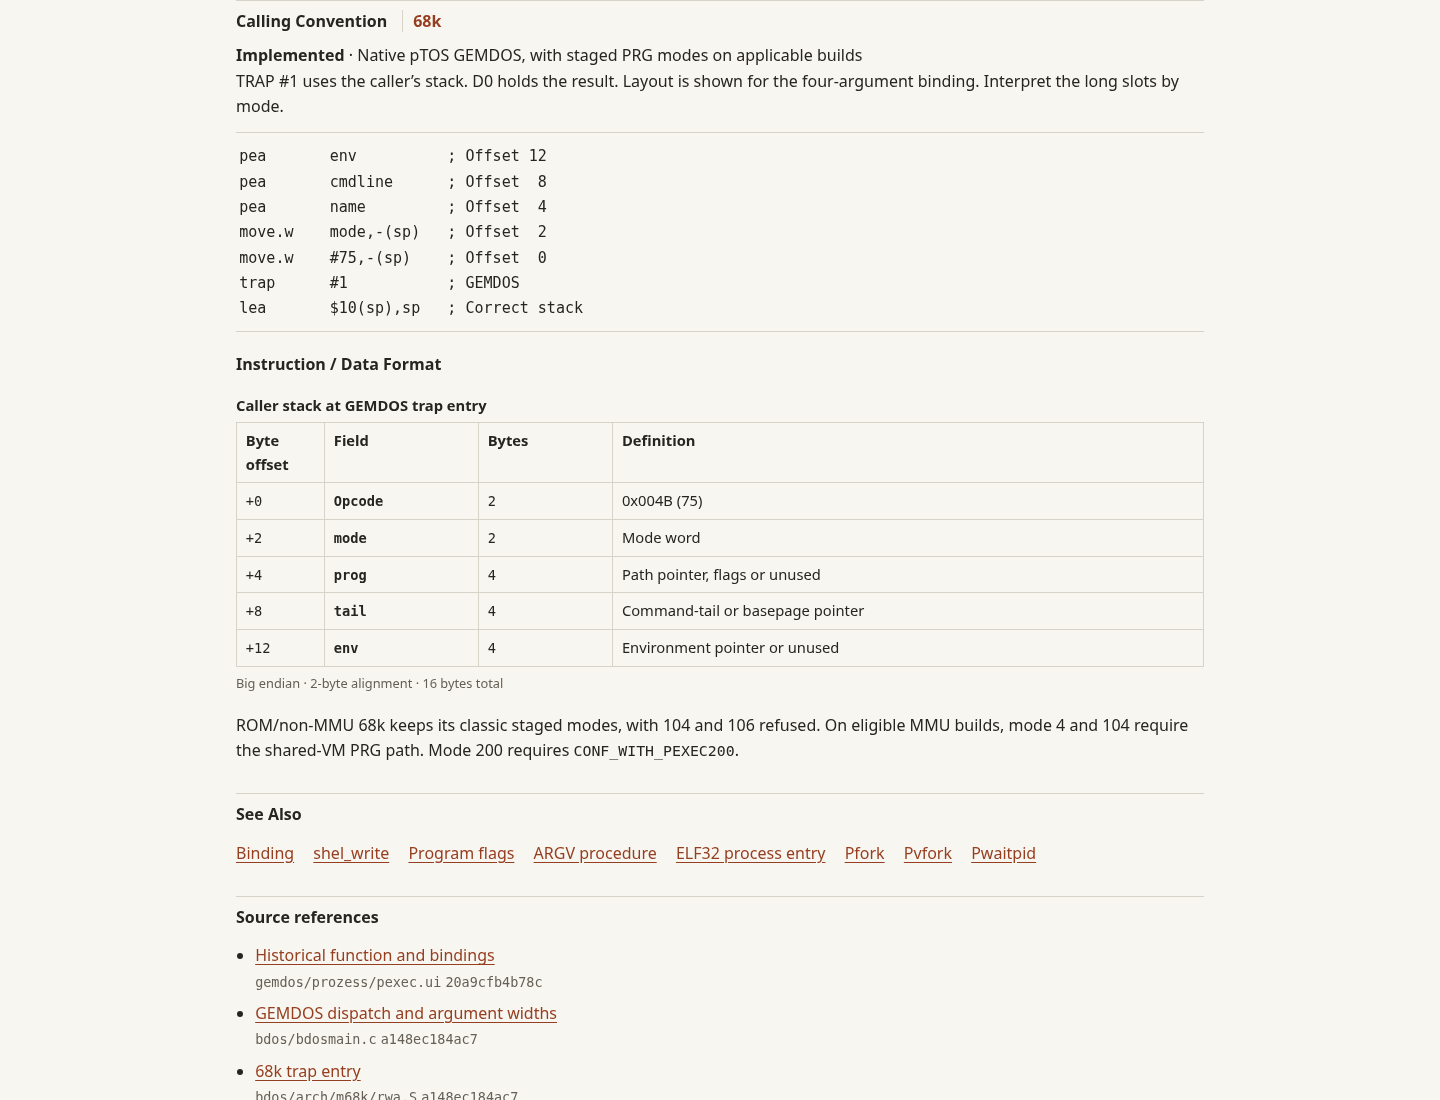 Calling Convention 68k
Implemented · Native pTOS GEMDOS, with staged PRG modes on applicable builds
TRAP #1 uses the caller’s stack. D0 holds the result. Layout is shown for the four-argument binding. Interpret the long slots by
mode.
pea env ; Offset 12
pea cmdline ; Offset 8
pea name ; Offset 4
move.w mode,-(sp) ; Offset 2
move.w #75,-(sp) ; Offset 0
trap #1 ; GEMDOS
lea $10(sp),sp ; Correct stack
Instruction / Data Format
Caller stack at GEMDOS trap entry
Byte offset Field Bytes Definition
+0 Opcode 2 0x004B (75)
+2 mode 2 Mode word
+4 prog 4 Path pointer, flags or unused
+8 tail 4 Command-tail or basepage pointer
+12 env 4 Environment pointer or unused
Big endian · 2-byte alignment · 16 bytes total
ROM/non-MMU 68k keeps its classic staged modes, with 104 and 106 refused. On eligible MMU builds, mode 4 and 104 require
the shared-VM PRG path. Mode 200 requires CONF_WITH_PEXEC200.
See Also
Binding shel_write Program flags ARGV procedure ELF32 process entry Pfork Pvfork Pwaitpid
Source references
Historical function and bindings
gemdos/prozess/pexec.ui 20a9cfb4b78c
GEMDOS dispatch and argument widths
bdos/bdosmain.c a148ec184ac7
68k trap entry
bdos/arch/m68k/rwa.S a148ec184ac7